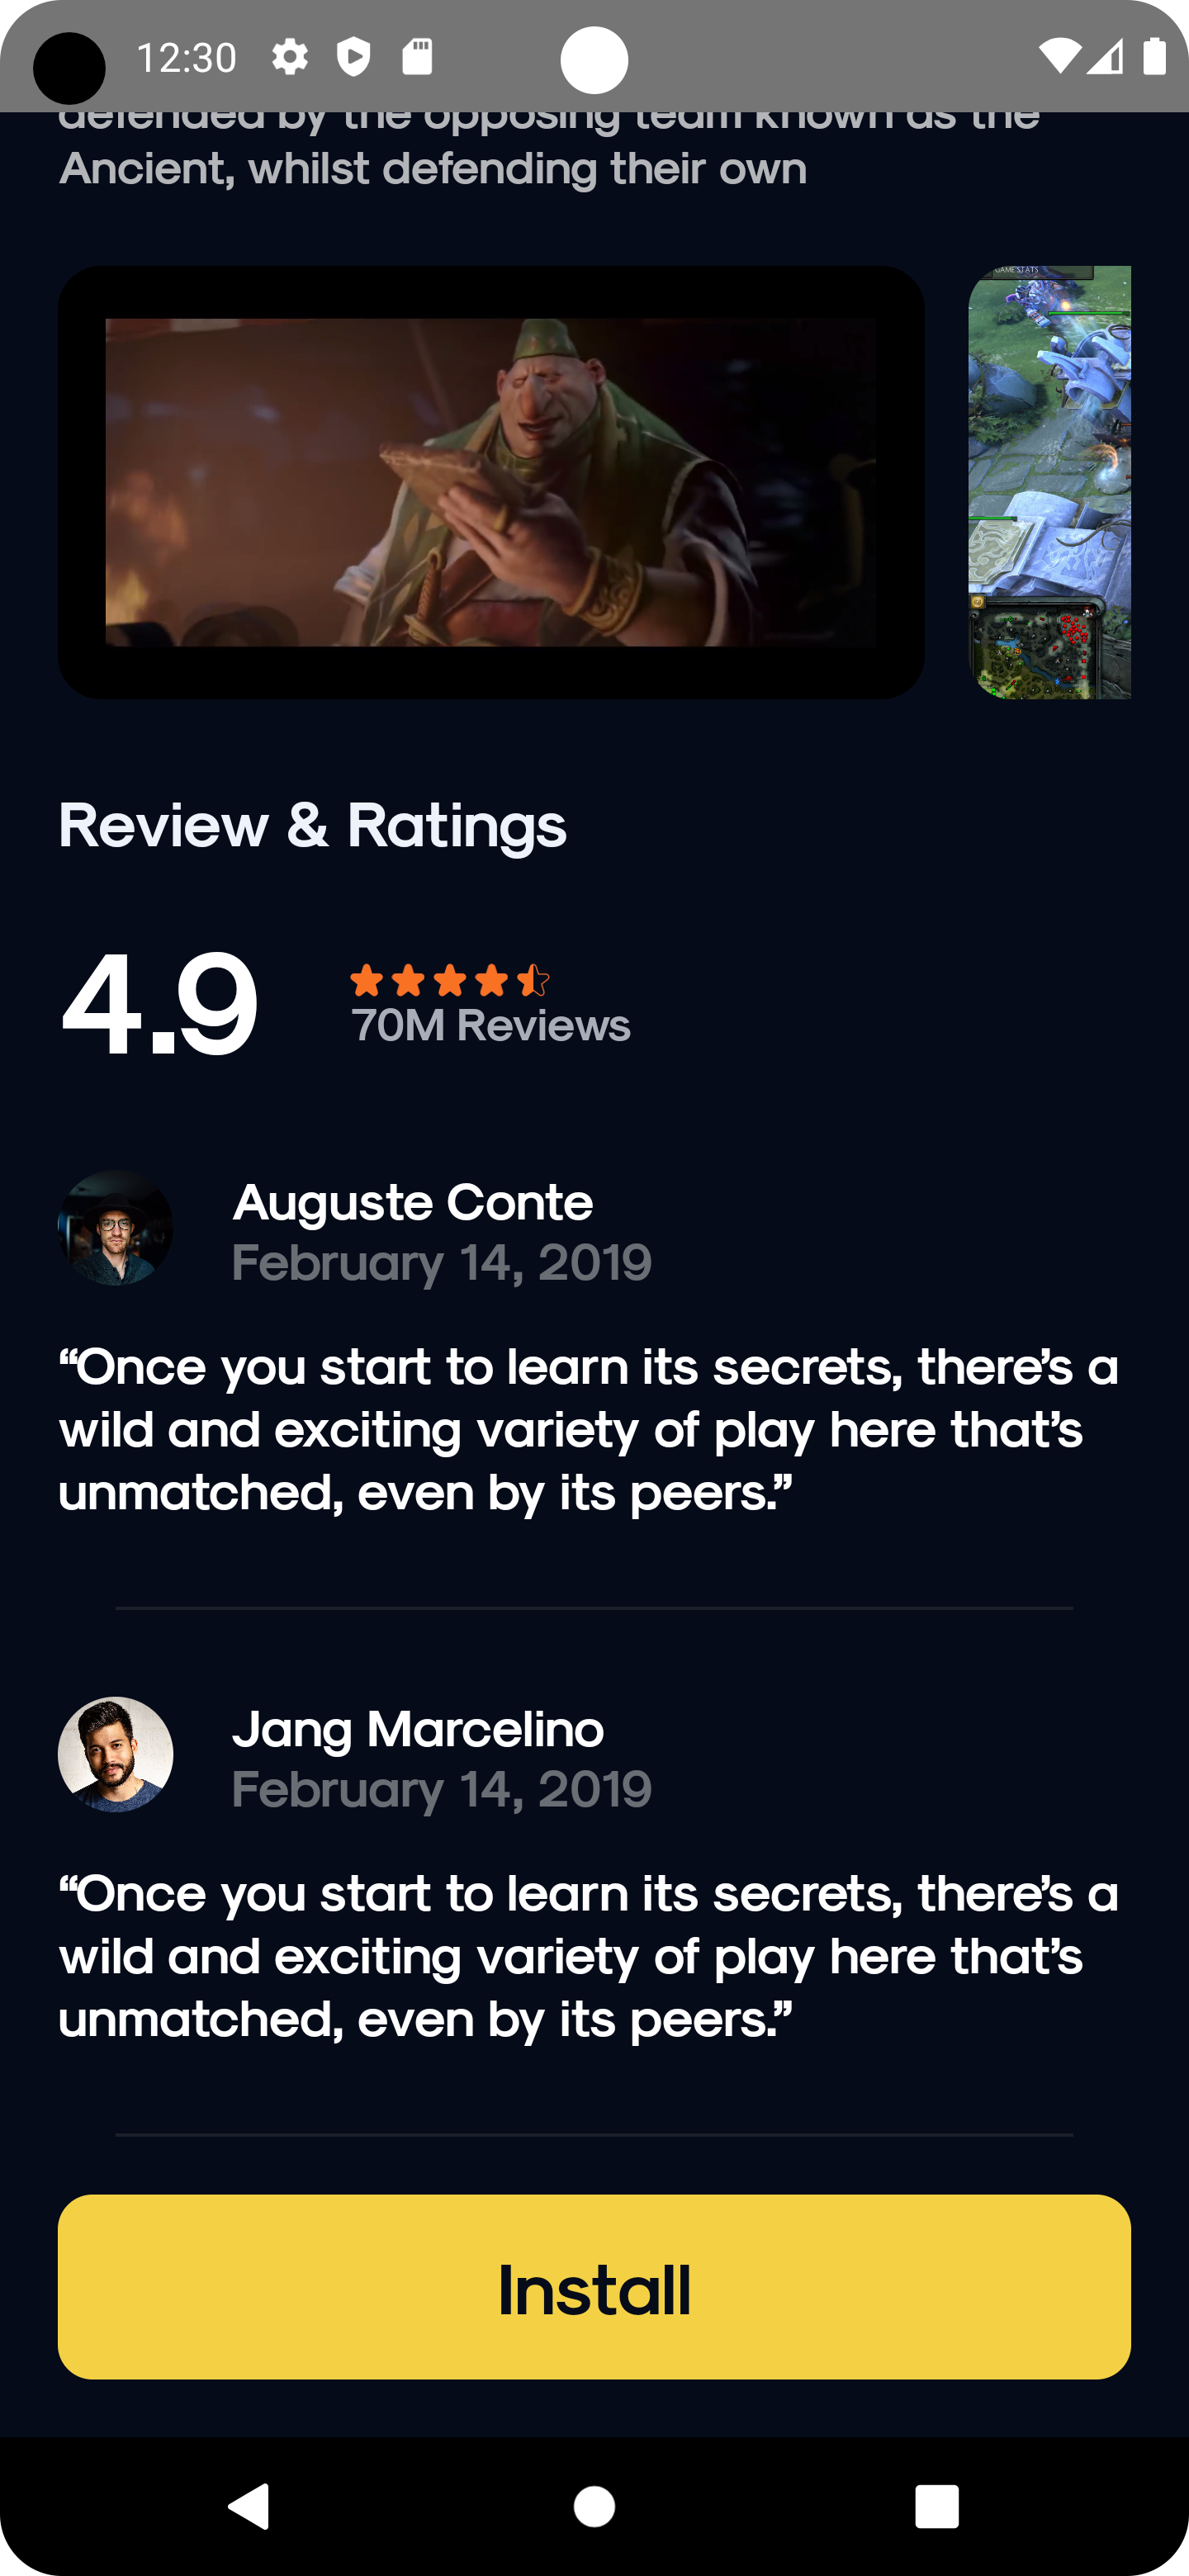 12:30
defended by the opposing team known as the
Ancient, whilst defending their own
GAME STATS
Review & Ratings
4.9
70M Reviews
Auguste Conte
February 14, 2019
“Once you start to learn its secrets, there’s a
wild and exciting variety of play here that’s
unmatched, even by its peers.”
Jang Marcelino
February 14, 2019
“Once you start to learn its secrets, there’s a
wild and exciting variety of play here that’s
unmatched, even by its peers.”
Install